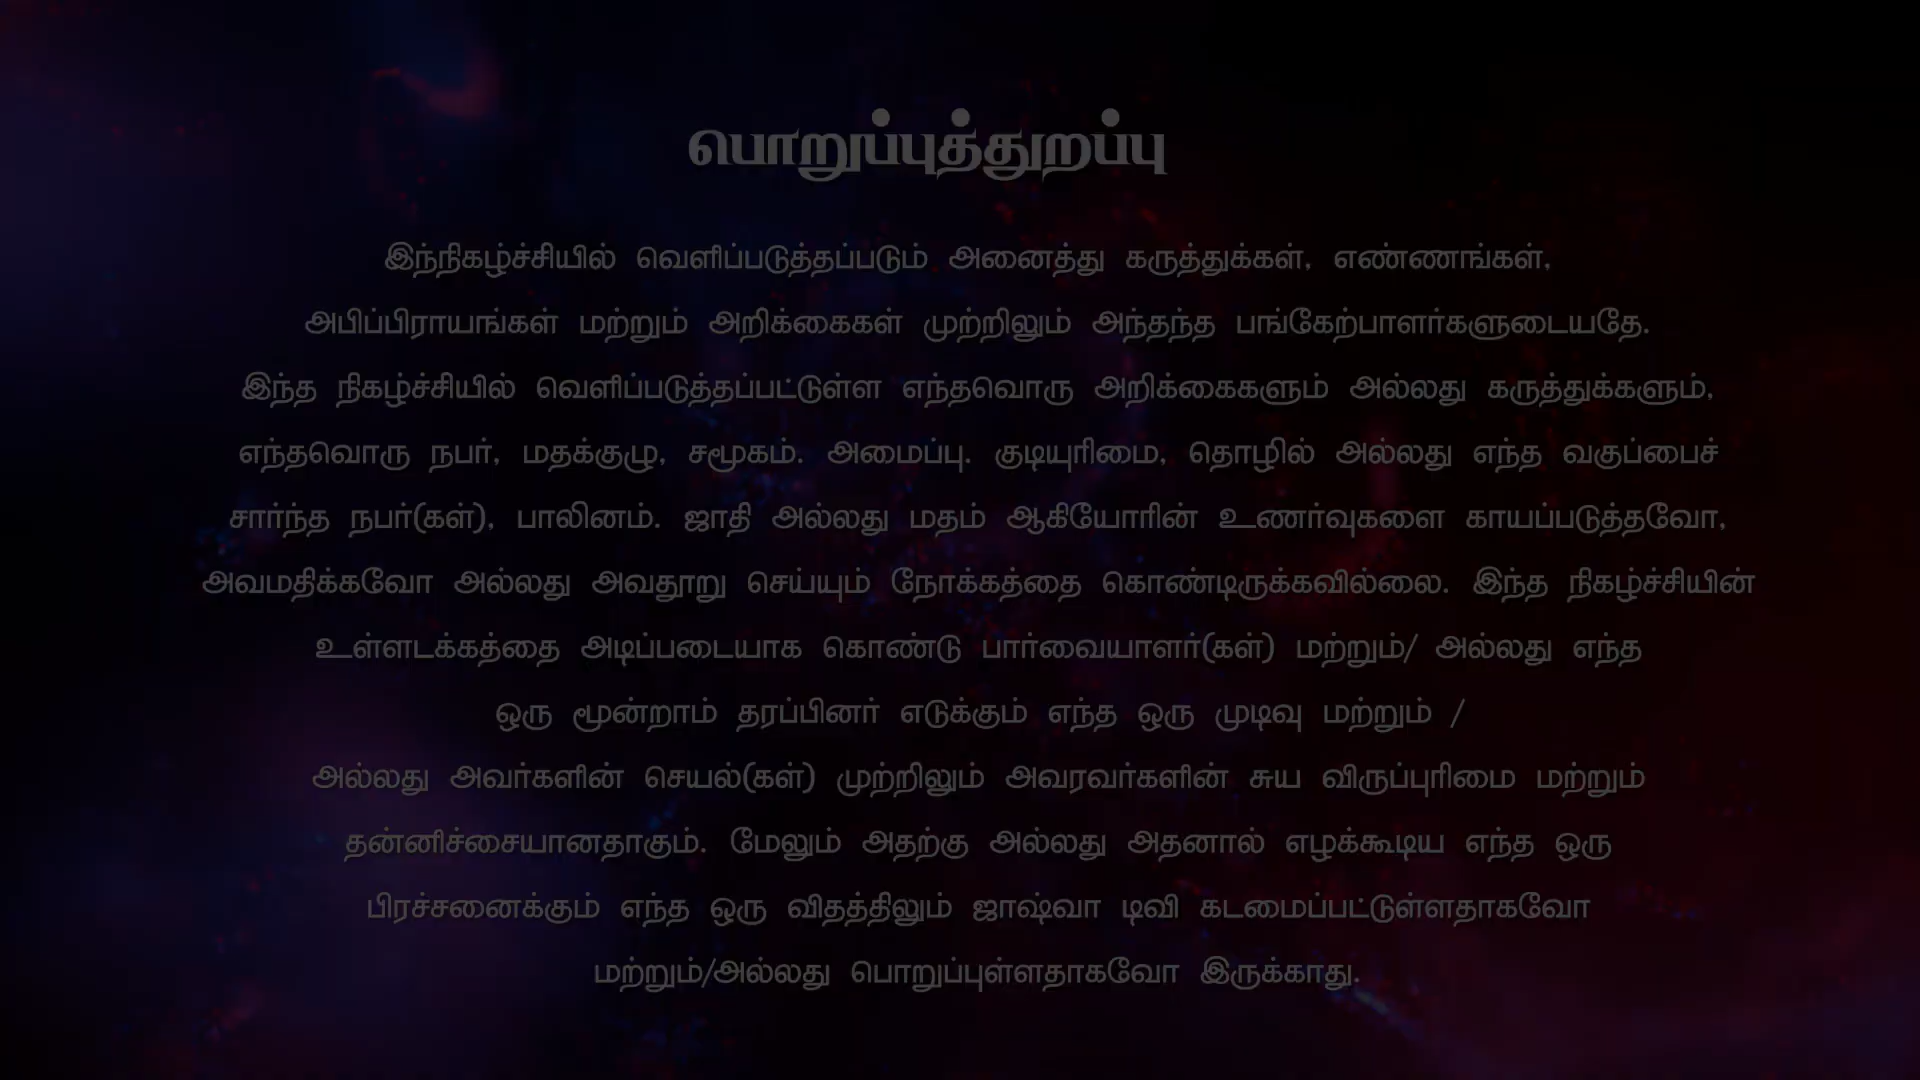 பொறுப்புத்துறப்பு
இந்நிகழ்ச்சியில் வெளிப்படுத்தப்படும் அனைத்து கருத்துக்கள், எண்ணங்கள்,
அபிப்பிராயங்கள் மற்றும் அறிக்கைகள் முற்றிலும் அந்தந்த பங்கேற்பாளர்களுடையதே.
இந்த நிகழ்ச்சியில் வெளிப்படுத்தப்பட்டுள்ள எந்தவொரு அறிக்கைகளும் அல்லது கருத்துக்களும்,
எந்தவொரு நபர், மதக்குழு, சமூகம். அமைப்பு. குடியுரிமை, தொழில் அல்லது எந்த வகுப்பைச்
சார்ந்த நபர்(கள்), பாலினம். ஜாதி அல்லது மதம் ஆகியோரின் உணர்வுகளை காயப்படுத்தவோ,
அவமதிக்கவோ அல்லது அவதூறு செய்யும் நோக்கத்தை கொண்டிருக்கவில்லை. இந்த நிகழ்ச்சியின்
உள்ளடக்கத்தை அடிப்படையாக கொண்டு பார்வையாளர்(கள்) மற்றும்/ அல்லது எந்த
ஒரு மூன்றாம் தரப்பினர் எடுக்கும் எந்த ஒரு முடிவு மற்றும் /
அல்லது அவர்களின் செயல்(கள்) முற்றிலும் அவரவர்களின் சுய விருப்புரிமை மற்றும்
தன்னிச்சையானதாகும். மேலும் அதற்கு அல்லது அதனால் எழக்கூடிய எந்த ஒரு
பிரச்சனைக்கும் எந்த ஒரு விதத்திலும் ஜாஷ்வா டிவி கடமைப்பட்டுள்ளதாகவோ
மற்றும்/அல்லது பொறுப்புள்ளதாகவோ இருக்காது.